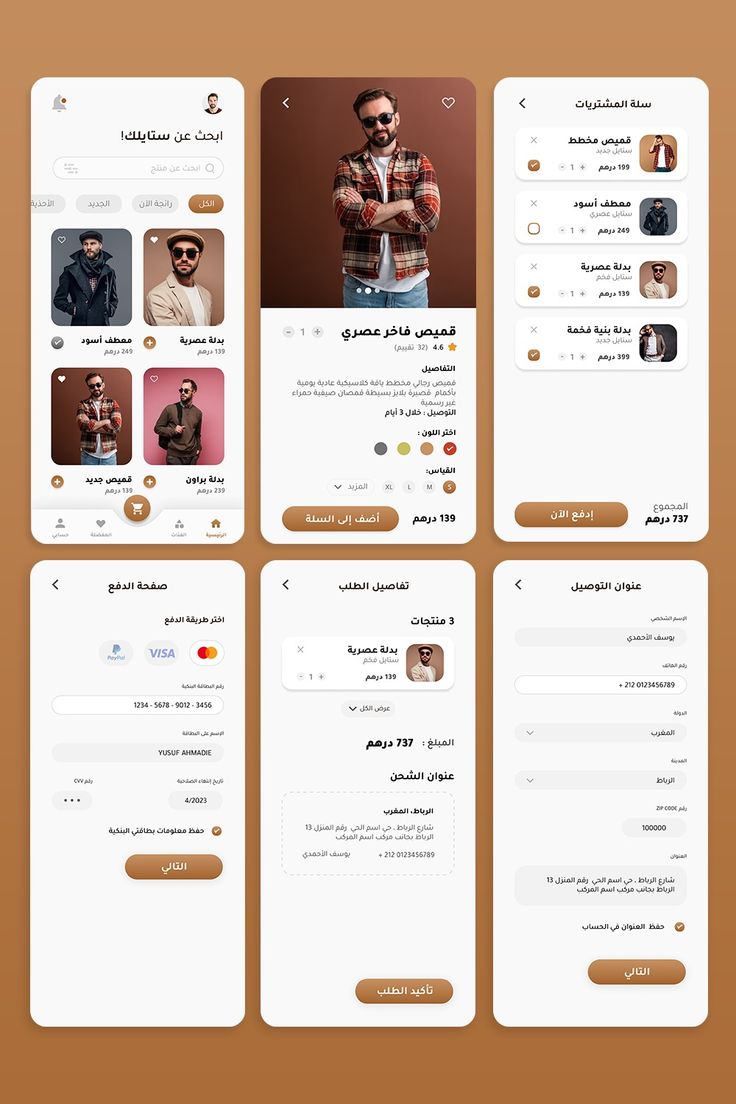 ابحث عن ستايلك!
ابحث عن منتج
الكل
رائجة الآن
الجديد
الأحذية
بدلة عصرية
139 درهم
معطف أسود
249 درهم
بدلة براون
239 درهم
قميص جديد
139 درهم
الرئيسية
الفئات
المفضلة
حسابي
قميص فاخر عصري
+ 1 -
4.6 (32 تقييم)
التفاصيل
قميص رجالي مخطط ياقة كلاسيكية عادية يومية
بأكمام قصيرة بلايز بسيطة قمصان صيفية حمراء
غير رسمية
التوصيل : خلال 3 أيام
اختر اللون :
القياس:
S
M
L
XL
المزيد
139 درهم
أضف إلى السلة
سلة المشتريات
قميص مخطط
ستايل جديد
199 درهم
+ 1 -
معطف أسود
ستايل عصري
249 درهم
+ 1 -
بدلة عصرية
ستايل فخم
139 درهم
+ 1 -
بدلة بنية فخمة
ستايل جديد
399 درهم
+ 1 -
المجموع
737 درهم
إدفع الآن
صفحة الدفع
اختر طريقة الدفع
VISA
PayPal
رقم البطاقة البنكية
1234 - 5678 - 9012 - 3456
الإسم على البطاقة
YUSUF AHMADIE
تاريخ إنتهاء الصلاحية
4/2023
رقم CVV
حفظ معلومات بطاقتي البنكية
التالي
تفاصيل الطلب
3 منتجات
بدلة عصرية
ستايل فخم
139 درهم
+ 1 -
عرض الكل
المبلغ : 737 درهم
عنوان الشحن
الرباط، المغرب
شارع الرباط ، حي اسم الحي رقم المنزل 13
الرباط بجانب مركب اسم المركب
يوسف الأحمدي
+ 212 0123456789
تأكيد الطلب
عنوان التوصيل
الإسم الشخصي
يوسف الأحمدي
رقم الهاتف
+ 212 0123456789
الدولة
المغرب
المدينة
الرباط
رقم ZIP CODE
100000
العنوان
شارع الرباط ، حي اسم الحي رقم المنزل 13
الرباط بجانب مركب اسم المركب
حفظ العنوان في الحساب
التالي